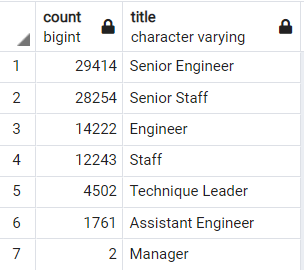 count title
bigint character varying
1 29414 Senior Engineer
2 28254 Senior Staff
3 14222 Engineer
4 12243 Staff
5 4502 Technique Leader
6 1761 Assistant Engineer
7 2 Manager